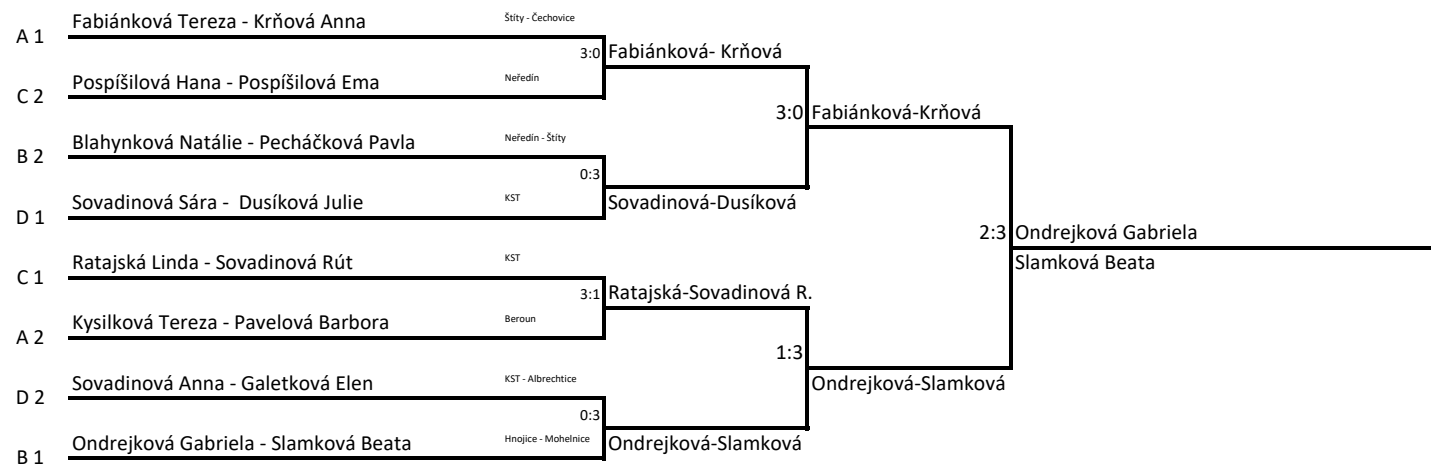 Fabiánková Tereza - Krňová Anna Štíty - Čechovice
A 1
3:0 Fabiánková- Krňová
Pospíšilová Hana - Pospíšilová Ema Neředín
C 2
3:0 Fabiánková-Krňová
Blahynková Natálie - Pecháčková Pavla Neředín - Štíty
B 2
0:3
Sovadinová Sára - Dusíková Julie KST Sovadinová-Dusíková
D 1
2:3 Ondrejková Gabriela
Ratajská Linda - Sovadinová Rút KST Slamková Beata
C 1
3:1 Ratajská-Sovadinová R.
Kysilková Tereza - Pavelová Barbora Beroun
A 2
1:3
Sovadinová Anna - Galetková Elen KST - Albrechtice Ondrejková-Slamková
D 2
0:3
Ondrejková Gabriela - Slamková Beata Hnojice - Mohelnice Ondrejková-Slamková
B 1